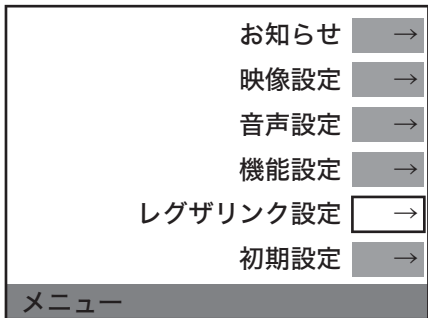 お知らせ →
映像設定 →
音声設定 →
機能設定 →
レグザリンク設定 →
初期設定 →
メニュー